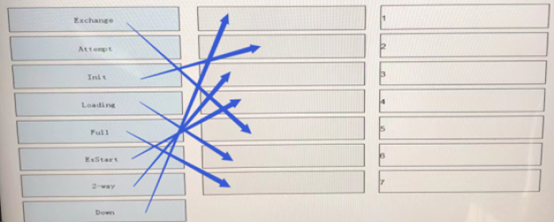 Exchange 1
Attempt 2
Init 3
Loading 4
Full 5
ExStart 6
2-way 7
Down